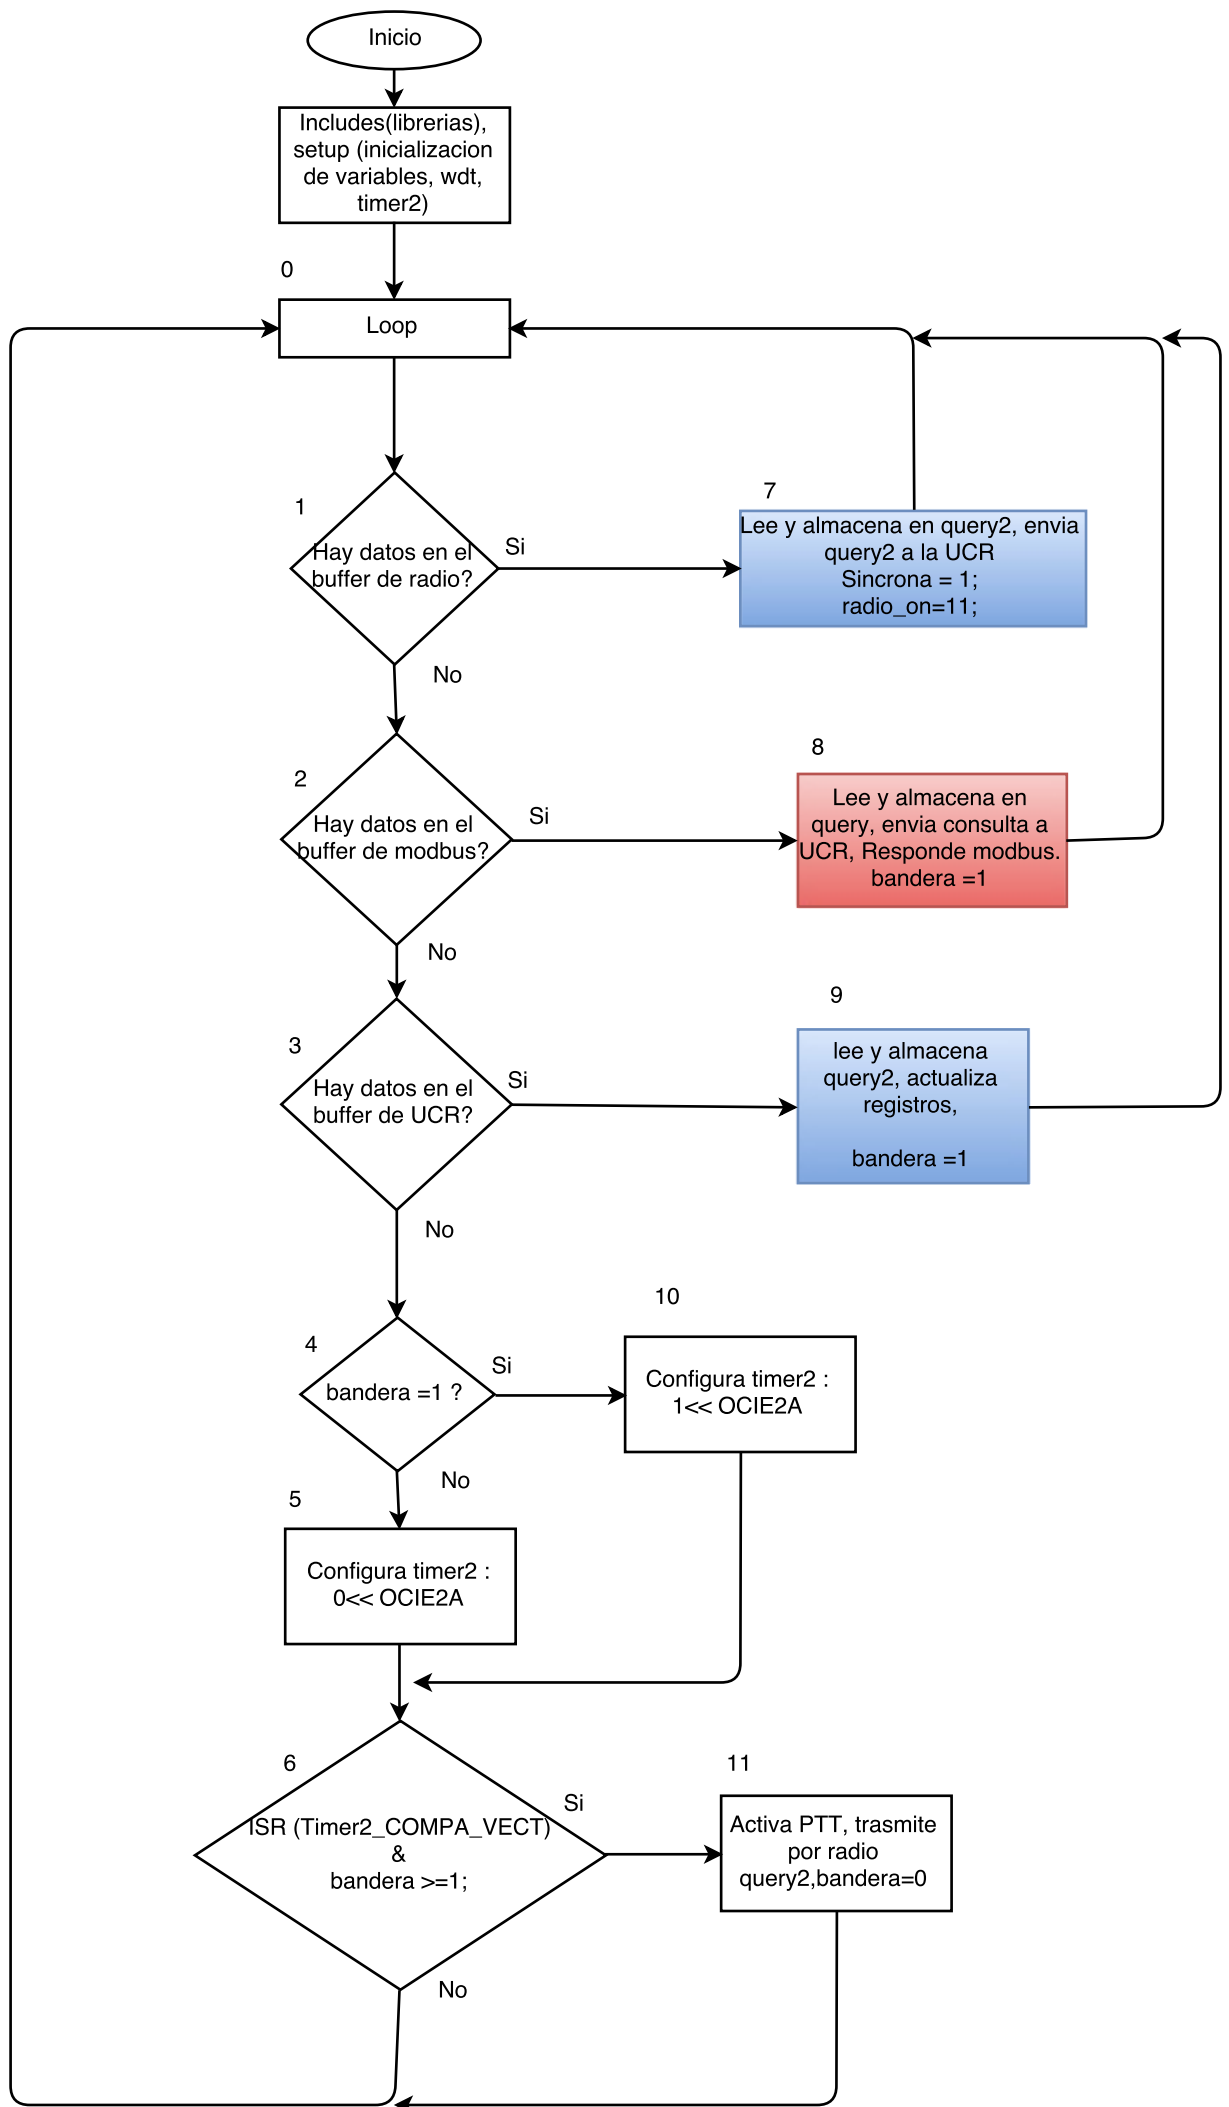 Inicio
Includes(librerias),
setup (inicializacion
de variables, wdt,
timer2)
0
Loop
1
Hay datos en el
buffer de radio?
Si
No
7
Lee y almacena en query2, envia
query2 a la UCR
Sincrona = 1;
radio_on=11;
2
Hay datos en el
buffer de modbus?
Si
No
8
Lee y almacena en
query, envia consulta a
UCR, Responde modbus.
bandera =1
3
Hay datos en el
buffer de UCR?
Si
No
9
lee y almacena
query2, actualiza
registros,
bandera =1
4
bandera =1 ?
Si
No
10
Configura timer2 :
1<< OCIE2A
5
Configura timer2 :
0<< OCIE2A
6
ISR (Timer2_COMPA_VECT)
&
bandera >=1;
Si
No
11
Activa PTT, trasmite
por radio
query2,bandera=0